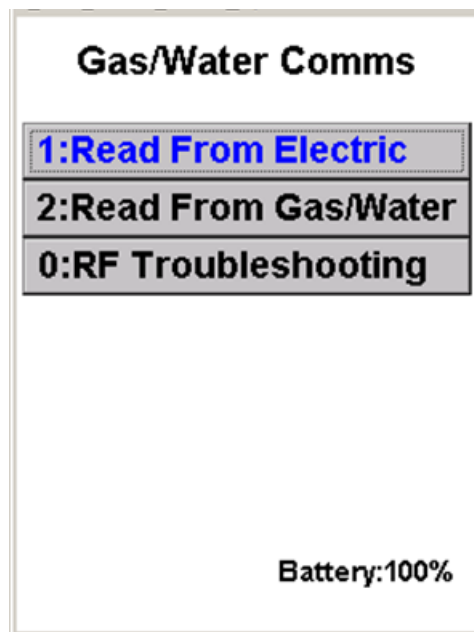 Gas/Water Comms
1:Read From Electric
2:Read From Gas/Water
0:RF Troubleshooting
Battery:100%